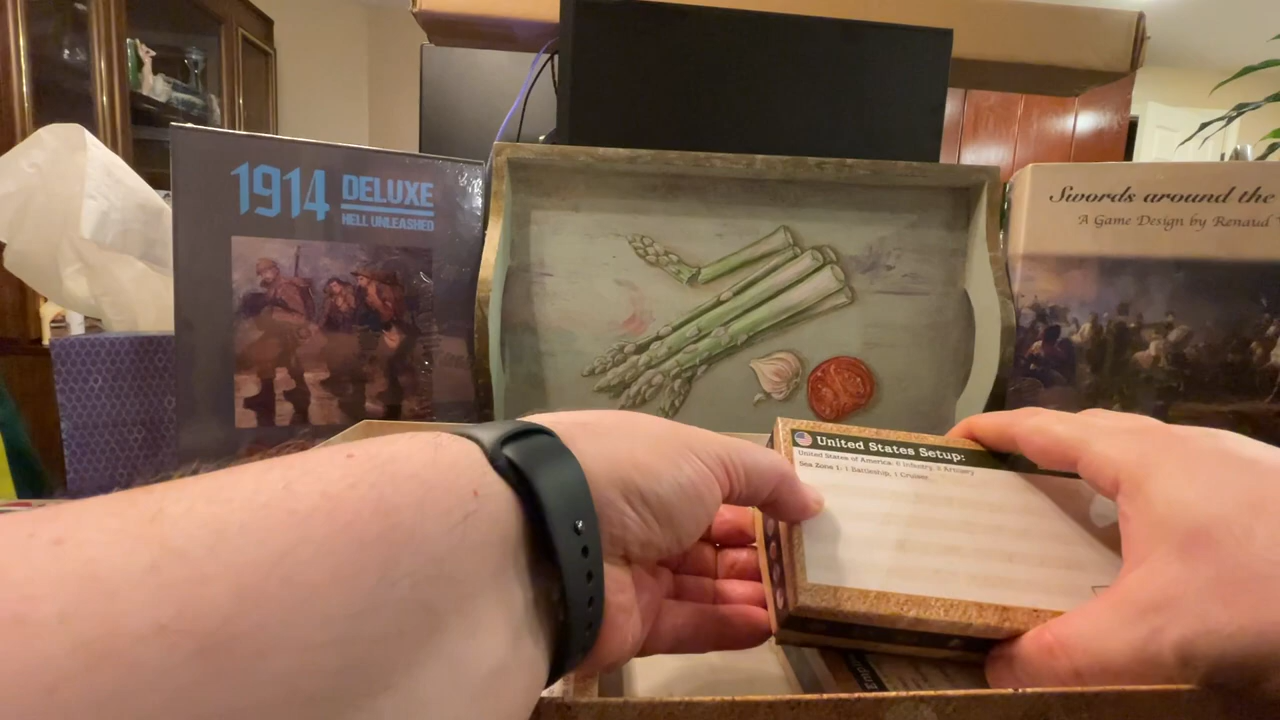 1914 DELUXE
HELL UNLEASHED
Swords around the
A Game Design by Renaud
United States Setup:
United States of America: 6 Infantry, 2 Artillery
Sea Zone 1: 1 Battleship, 1 Cruiser